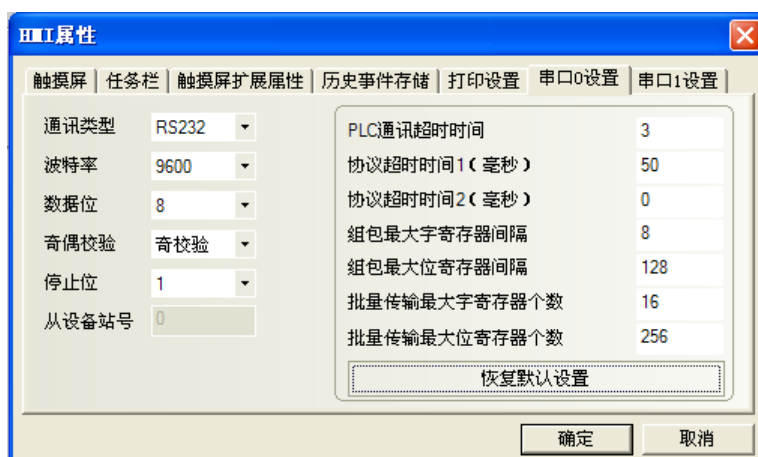 HMI属性
触摸屏 任务栏 触摸屏扩展属性 历史事件存储 打印设置 串口0设置 串口1设置
通讯类型 RS232
波特率 9600
数据位 8
奇偶校验 奇校验
停止位 1
从设备站号 0
PLC通讯超时时间 3
协议超时时间1(毫秒) 50
协议超时时间2(毫秒) 0
组包最大字寄存器间隔 8
组包最大位寄存器间隔 128
批量传输最大字寄存器个数 16
批量传输最大位寄存器个数 256
恢复默认设置
确定 取消